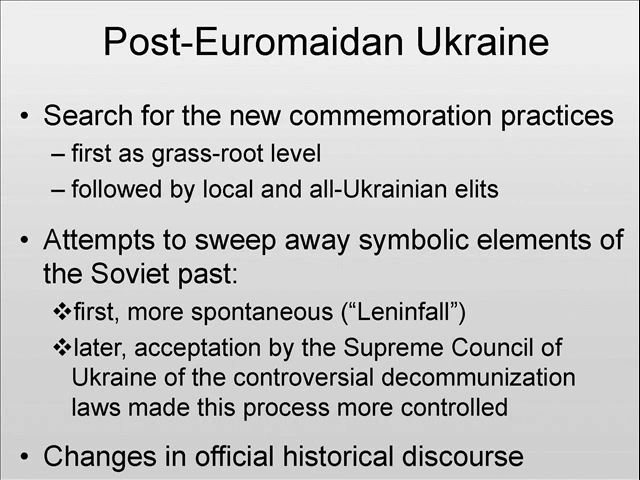 Post-Euromaidan Ukraine
• Search for the new commemoration practices
– first as grass-root level
– followed by local and all-Ukrainian elits
• Attempts to sweep away symbolic elements of
the Soviet past:
❖first, more spontaneous (“Leninfall”)
❖later, acceptation by the Supreme Council of
Ukraine of the controversial decommunization
laws made this process more controlled
• Changes in official historical discourse